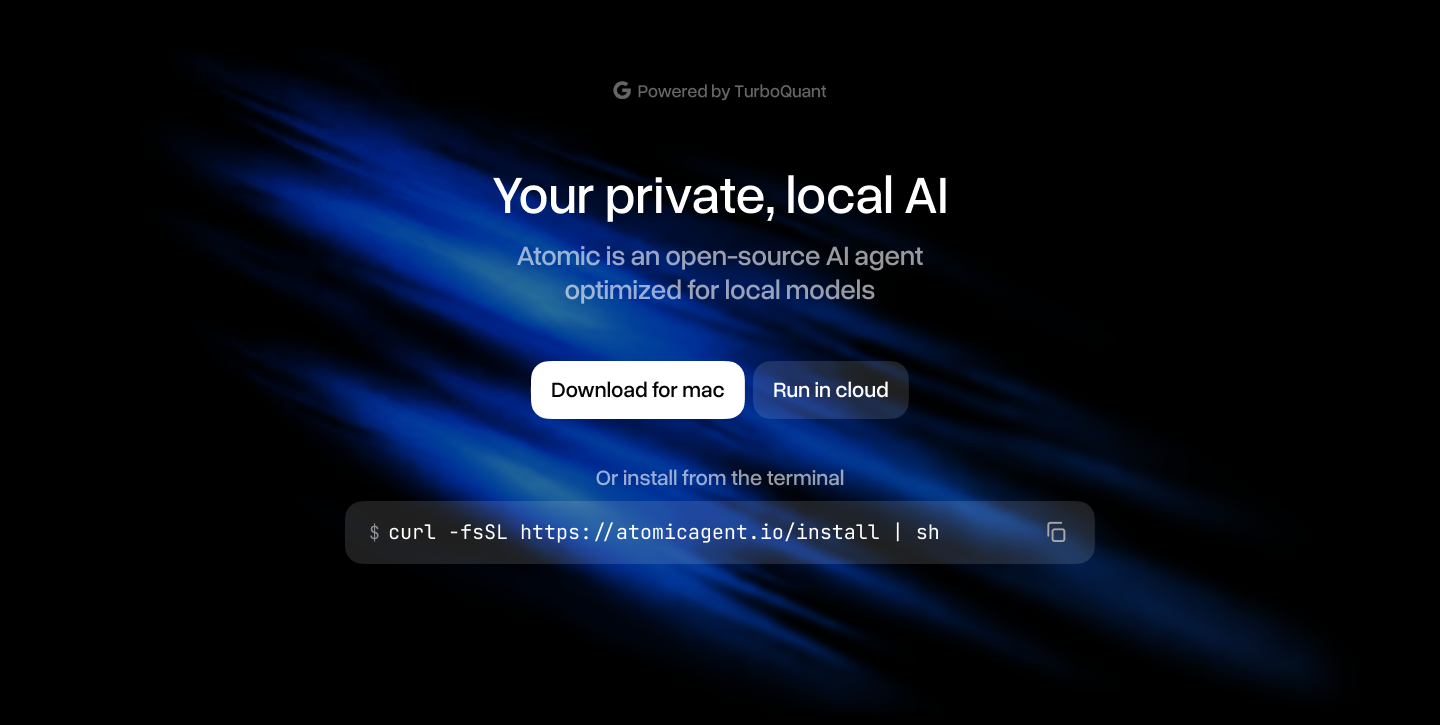 Powered by TurboQuant
Your private, local AI
Atomic is an open-source AI agent
optimized for local models
Download for mac
Run in cloud
Or install from the terminal
$ curl -fsSL https://atomicagent.io/install | sh